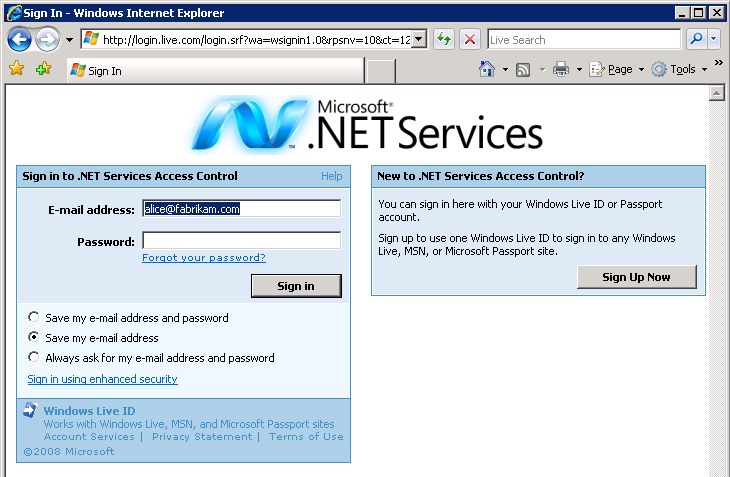 Sign In - Windows Internet Explorer
http://login.live.com/login.srf?wa=wsignin1.0&rpsnv=10&ct=12
Live Search
Sign In
Page
Tools
Microsoft®
.NET Services
™
Sign in to .NET Services Access Control
Help
E-mail address:
alice@fabrikam.com
Password:
Forgot your password?
Sign in
Save my e-mail address and password
Save my e-mail address
Always ask for my e-mail address and password
Sign in using enhanced security
Windows Live ID
Works with Windows Live, MSN, and Microsoft Passport sites
Account Services | Privacy Statement | Terms of Use
©2008 Microsoft
New to .NET Services Access Control?
You can sign in here with your Windows Live ID or Passport
account.
Sign up to use one Windows Live ID to sign in to any Windows
Live, MSN, or Microsoft Passport site.
Sign Up Now